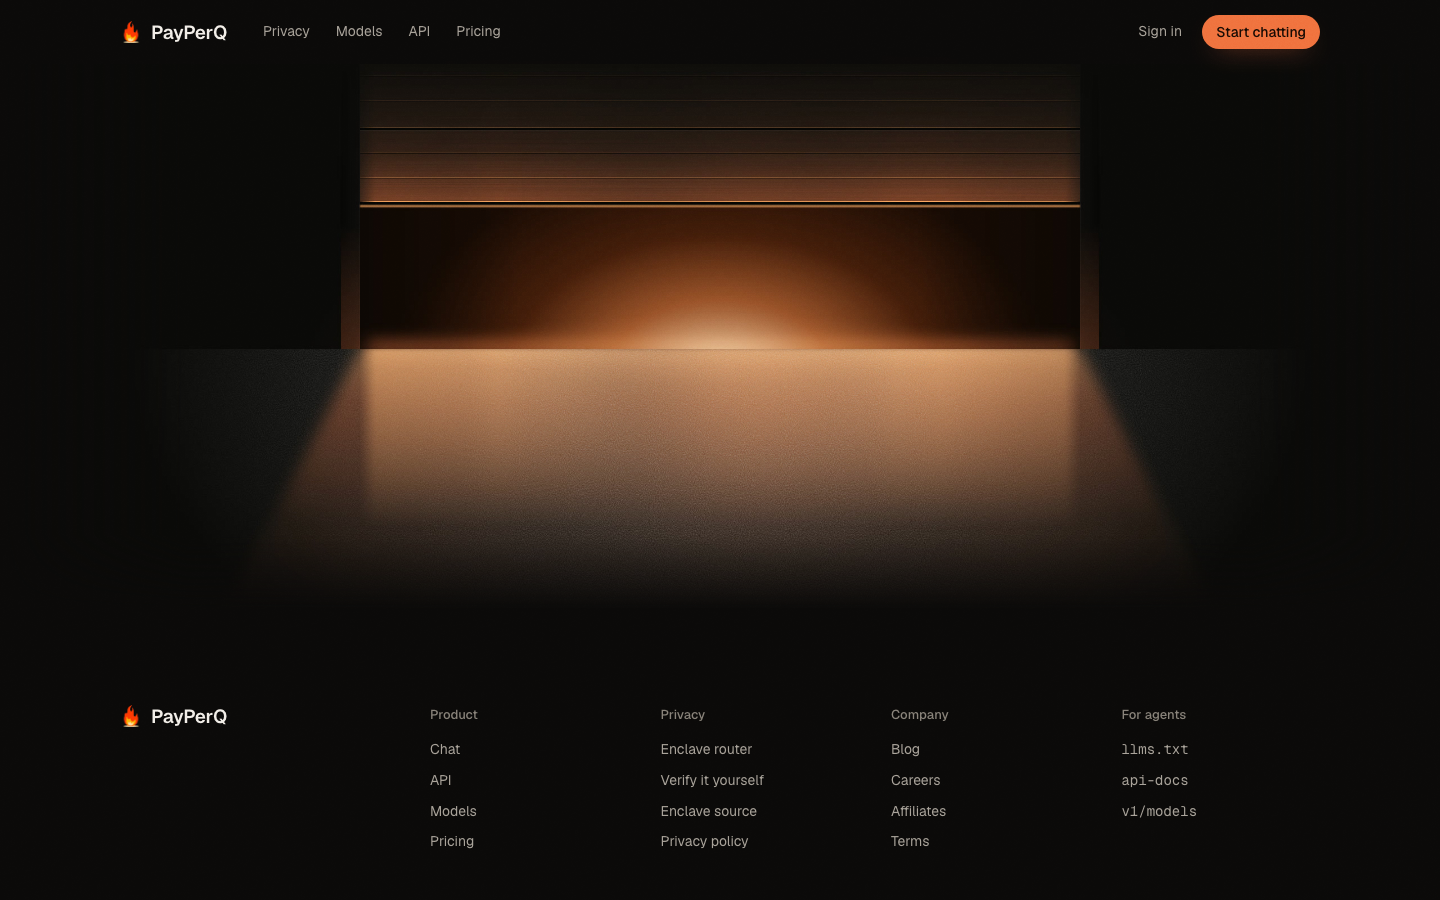 PayPerQ
Privacy
Models
API
Pricing
Sign in
Start chatting
PayPerQ
Product
Chat
API
Models
Pricing
Privacy
Enclave router
Verify it yourself
Enclave source
Privacy policy
Company
Blog
Careers
Affiliates
Terms
For agents
llms.txt
api-docs
v1/models